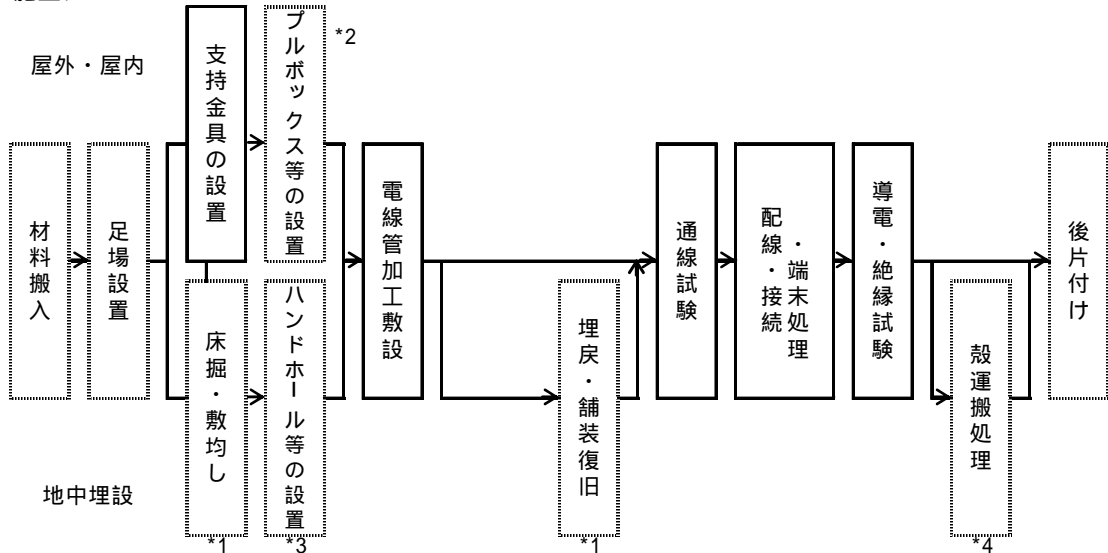 屋外・屋内
材料搬入
足場設置
支持金具の設置
プルボックス等の設置
*2
床掘・敷均し
*1
ハンドホール等の設置
*3
地中埋設
電線管加工敷設
埋戻・舗装復旧
*1
通線試験
配線・接続
・端末処理
導電・絶縁試験
殻運搬処理
*4
後片付け